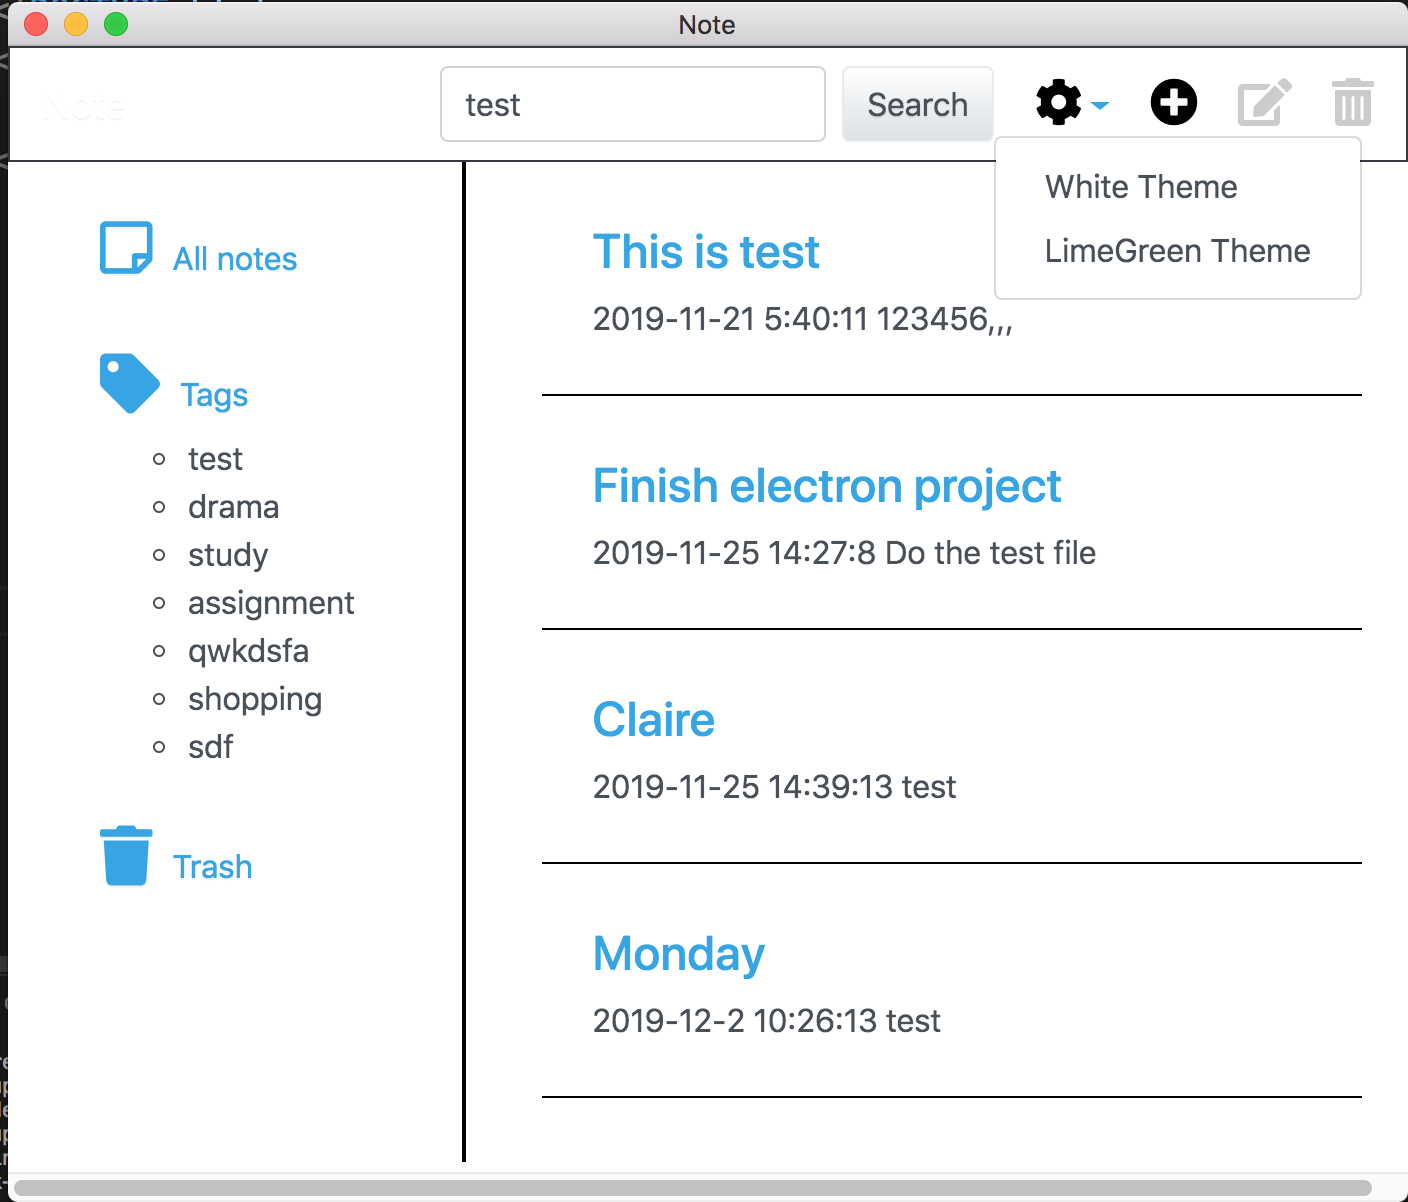 Note
Note
test
Search
White Theme
LimeGreen Theme
All notes
Tags
test
drama
study
assignment
qwkdsfa
shopping
sdf
Trash
This is test
2019-11-21 5:40:11 123456,,,
Finish electron project
2019-11-25 14:27:8 Do the test file
Claire
2019-11-25 14:39:13 test
Monday
2019-12-2 10:26:13 test